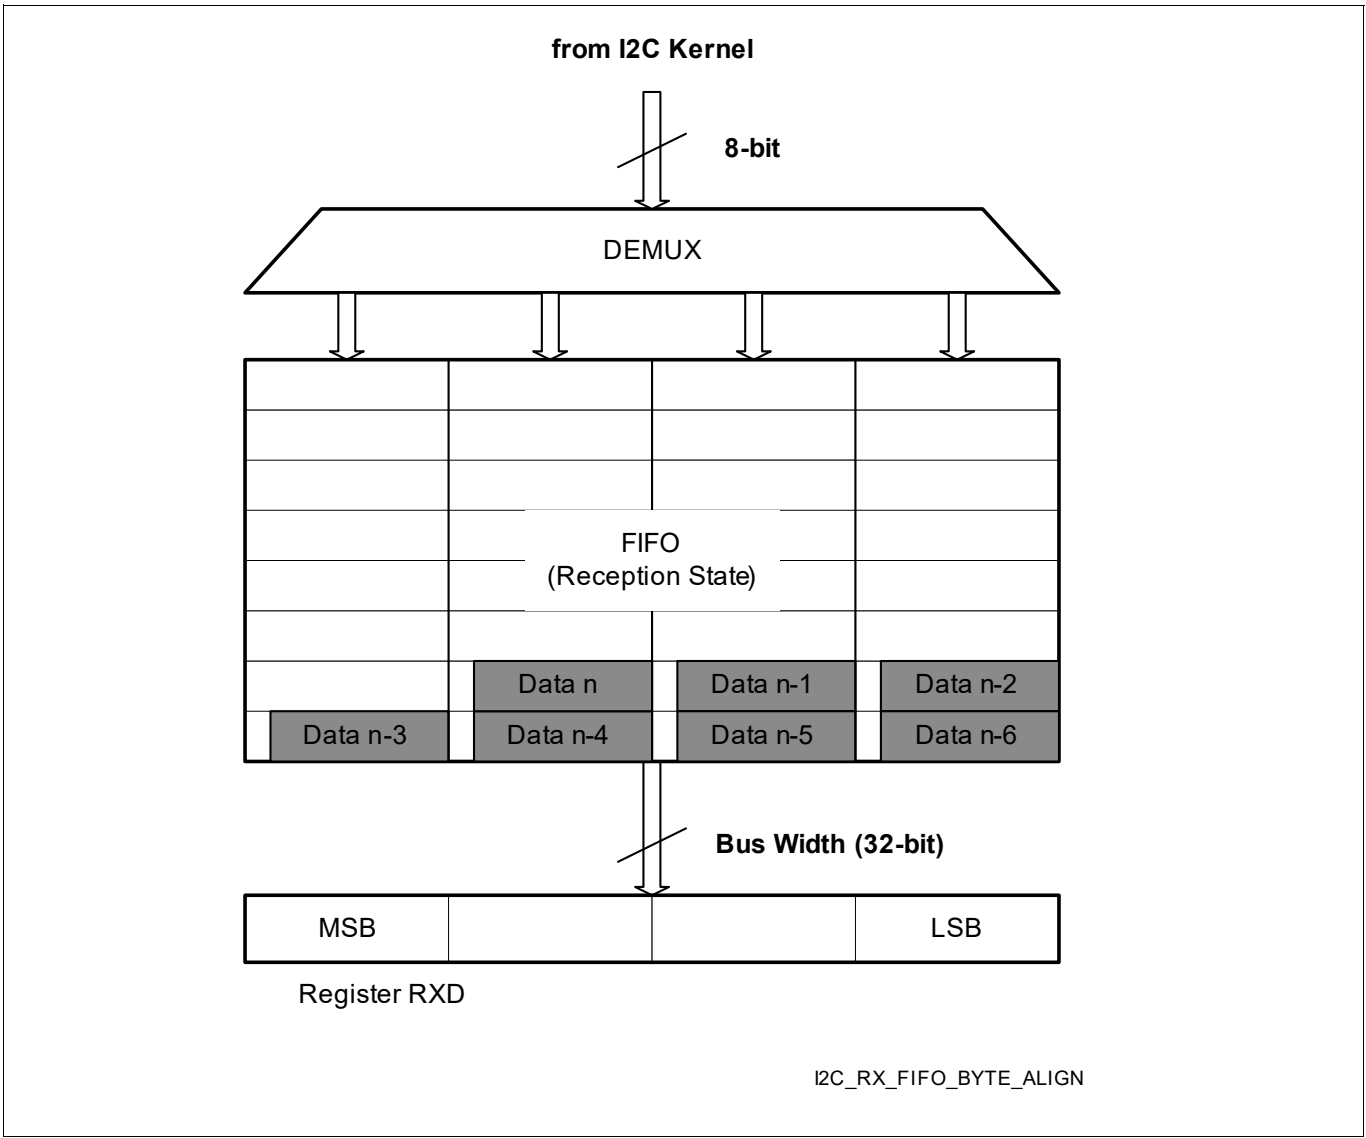 from I2C Kernel
8-bit
DEMUX
FIFO
(Reception State)
Data n Data n-1 Data n-2
Data n-3 Data n-4 Data n-5 Data n-6
Bus Width (32-bit)
MSB LSB
Register RXD
I2C_RX_FIFO_BYTE_ALIGN